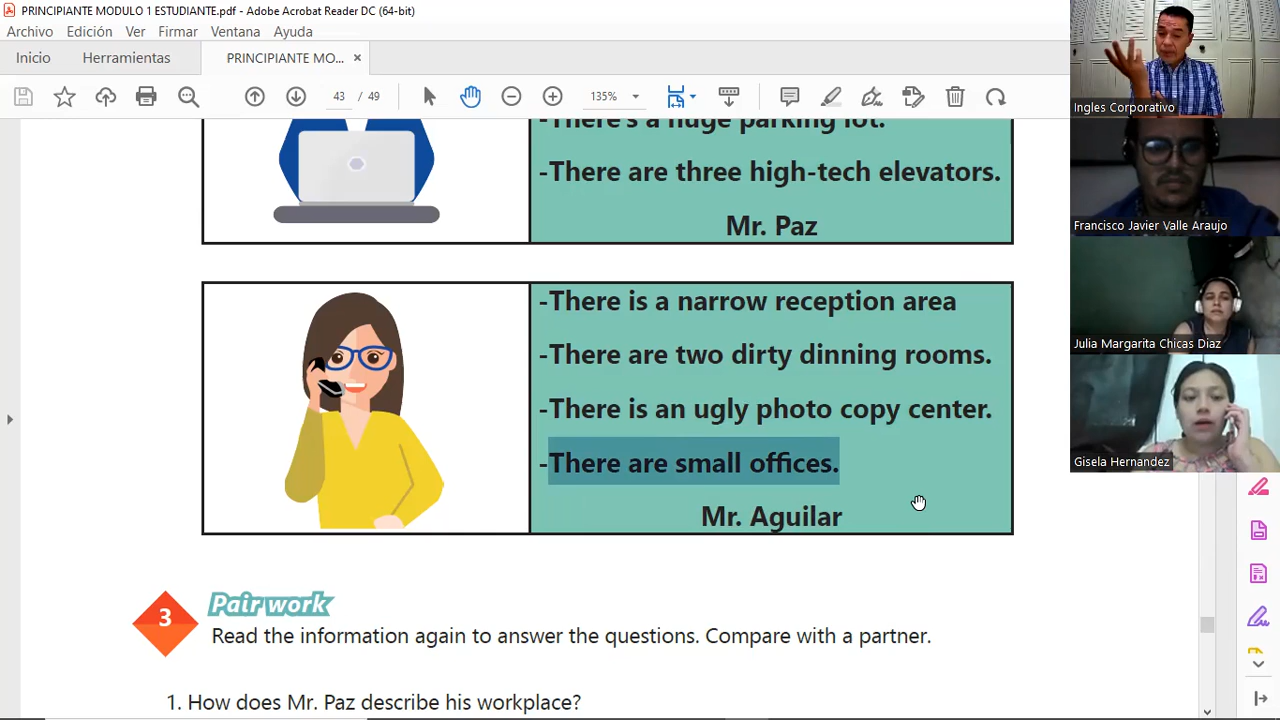 PRINCIPIANTE MODULO 1 ESTUDIANTE.pdf - Adobe Acrobat Reader DC (64-bit)
Archivo Edición Ver Firmar Ventana Ayuda
Inicio Herramientas PRINCIPIANTE MO... ×
43 / 49 135%
-There's a huge parking lot.
-There are three high-tech elevators.
Mr. Paz
-There is a narrow reception area
-There are two dirty dinning rooms.
-There is an ugly photo copy center.
-There are small offices.
Mr. Aguilar
3 Pair work
Read the information again to answer the questions. Compare with a partner.
1. How does Mr. Paz describe his workplace?
Ingles Corporativo
Francisco Javier Valle Araujo
Julia Margarita Chicas Diaz
Gisela Hernandez